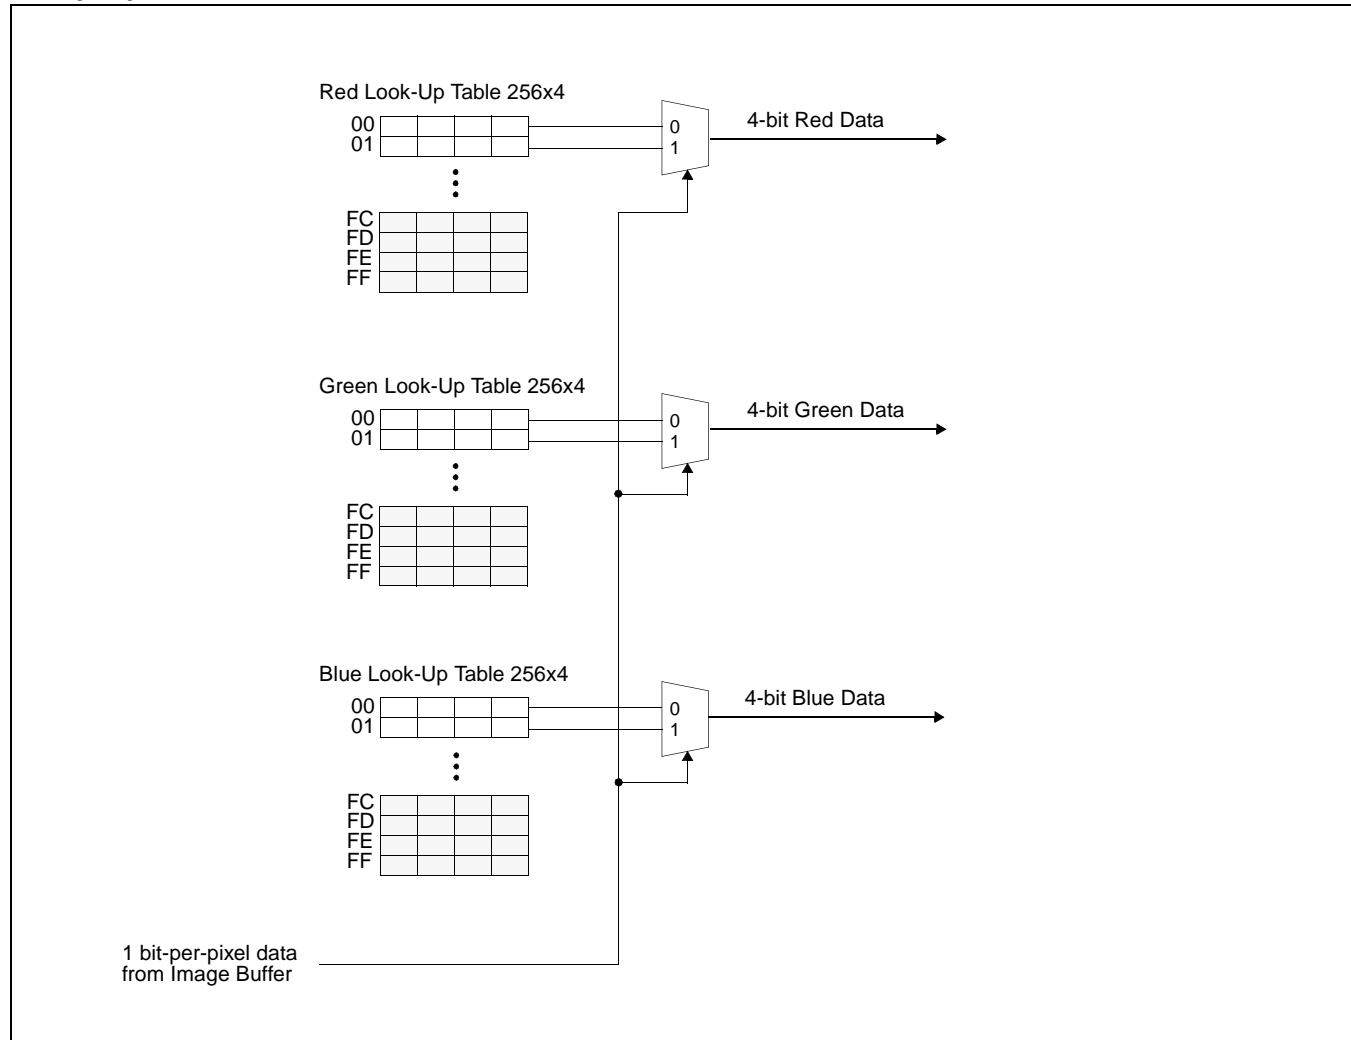 Red Look-Up Table 256x4
00
01
FC
FD
FE
FF
0
1
4-bit Red Data
Green Look-Up Table 256x4
00
01
FC
FD
FE
FF
0
1
4-bit Green Data
Blue Look-Up Table 256x4
00
01
FC
FD
FE
FF
0
1
4-bit Blue Data
1 bit-per-pixel data
from Image Buffer